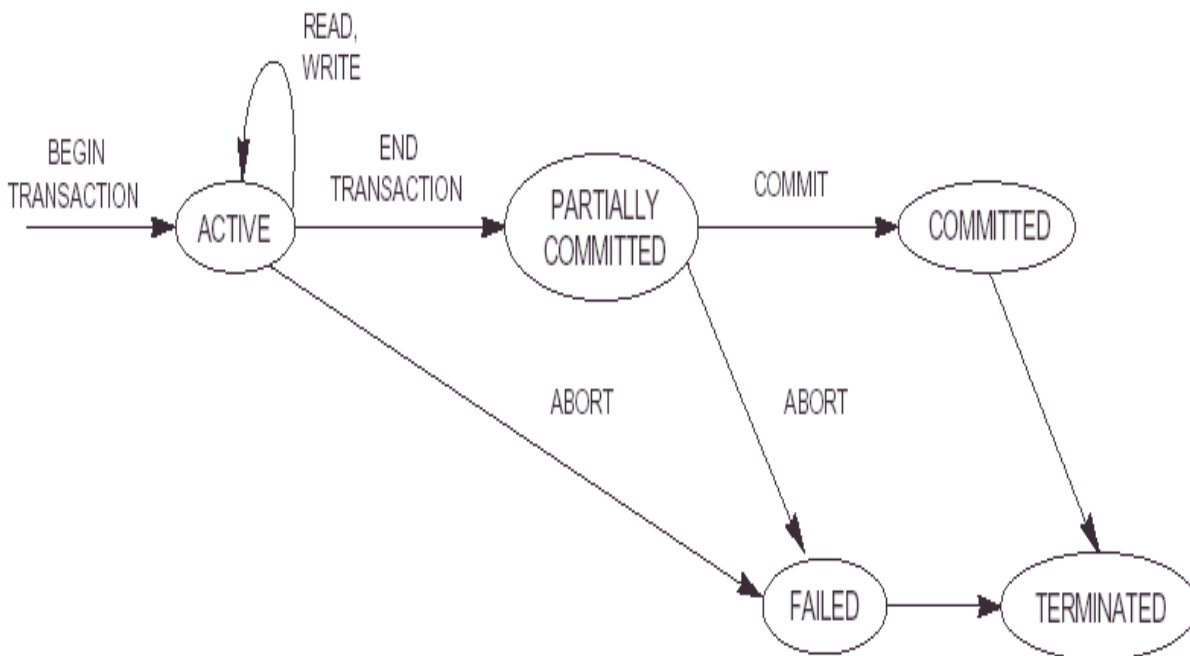 READ,
WRITE
BEGIN
TRANSACTION
END
TRANSACTION
ACTIVE
PARTIALLY
COMMITTED
COMMIT
COMMITTED
ABORT
ABORT
FAILED
TERMINATED